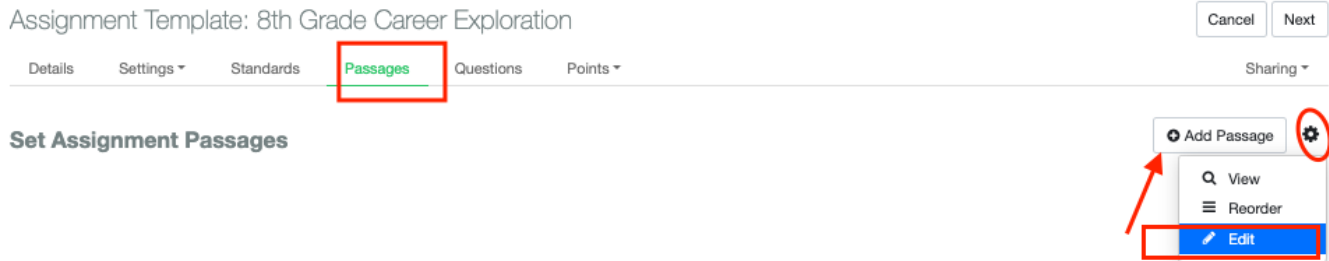 Assignment Template: 8th Grade Career Exploration Cancel Next
Details Settings Standards Passages Questions Points Sharing
Set Assignment Passages Add Passage
View
Reorder
Edit